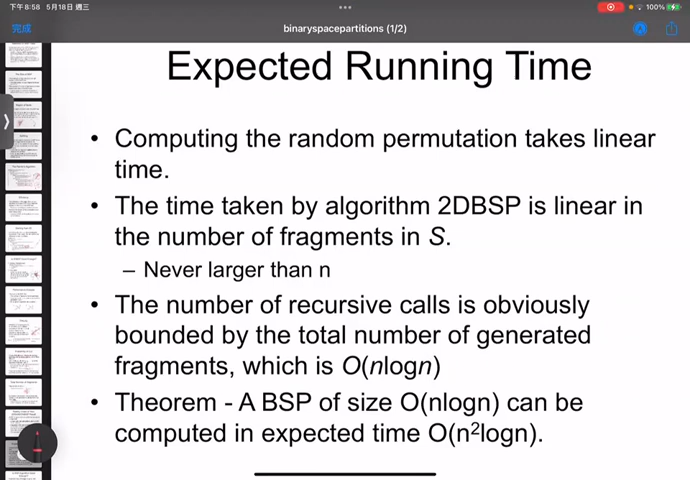 下午8:58 5月18日 週三
100%
完成
binaryspacepartitions (1/2)
Expected Running Time
• Computing the random permutation takes linear
time.
• The time taken by algorithm 2DBSP is linear in
the number of fragments in S.
– Never larger than n
• The number of recursive calls is obviously
bounded by the total number of generated
fragments, which is O(nlogn)
• Theorem - A BSP of size O(nlogn) can be
computed in expected time O(n²logn).